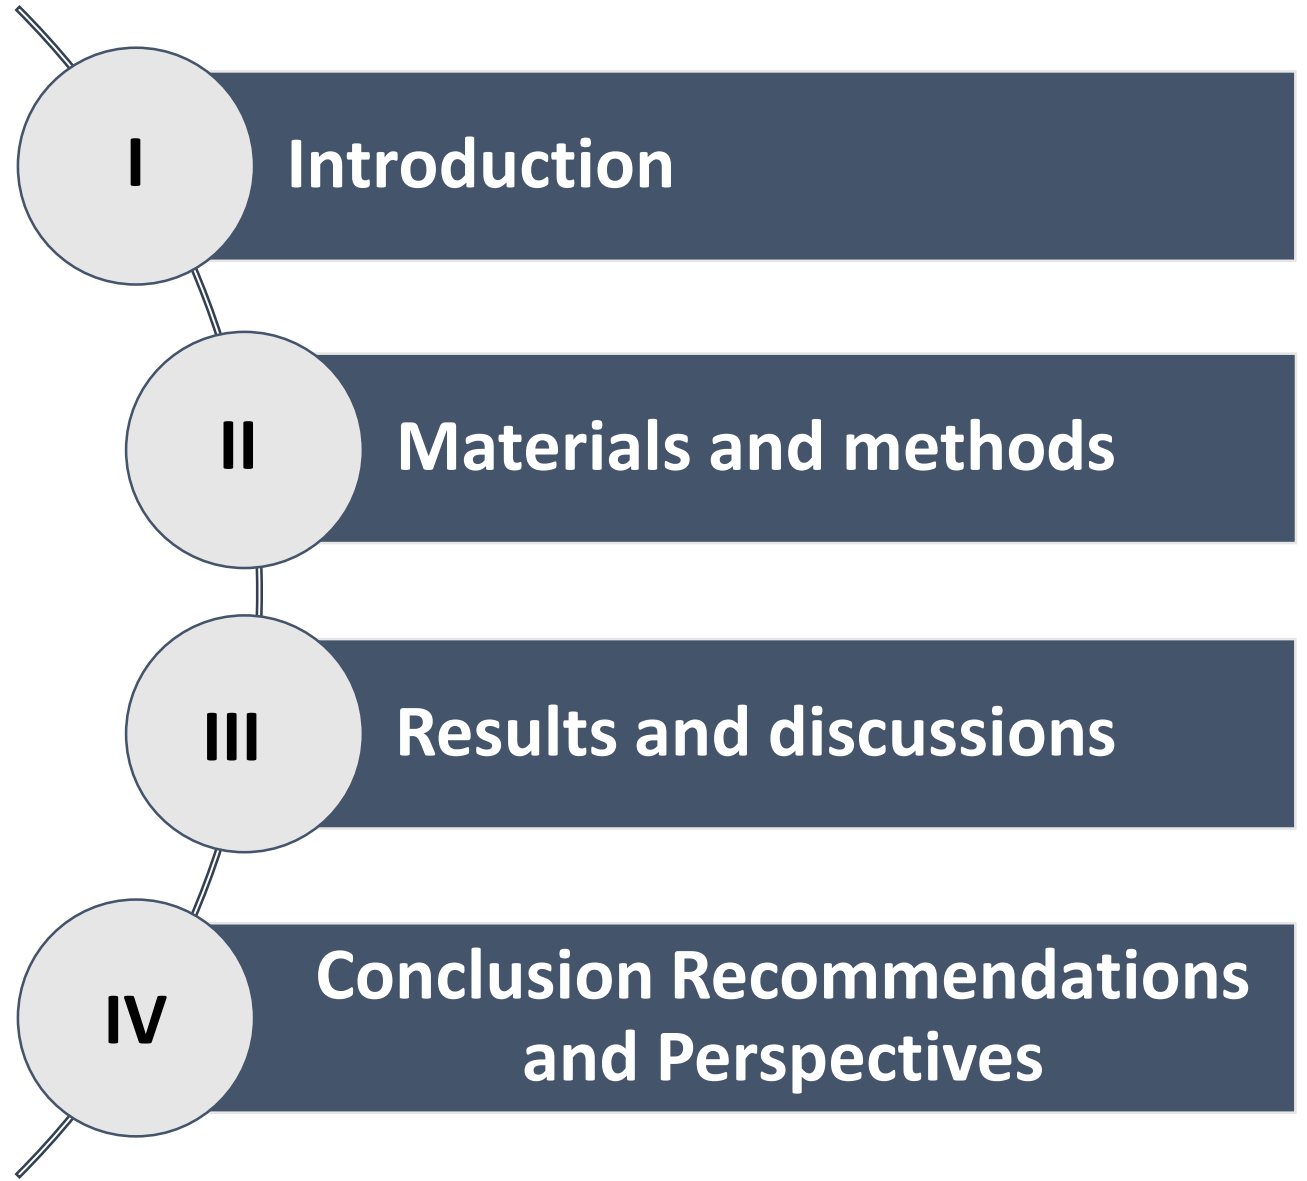 I
Introduction
II
Materials and methods
III
Results and discussions
IV
Conclusion Recommendations
and Perspectives